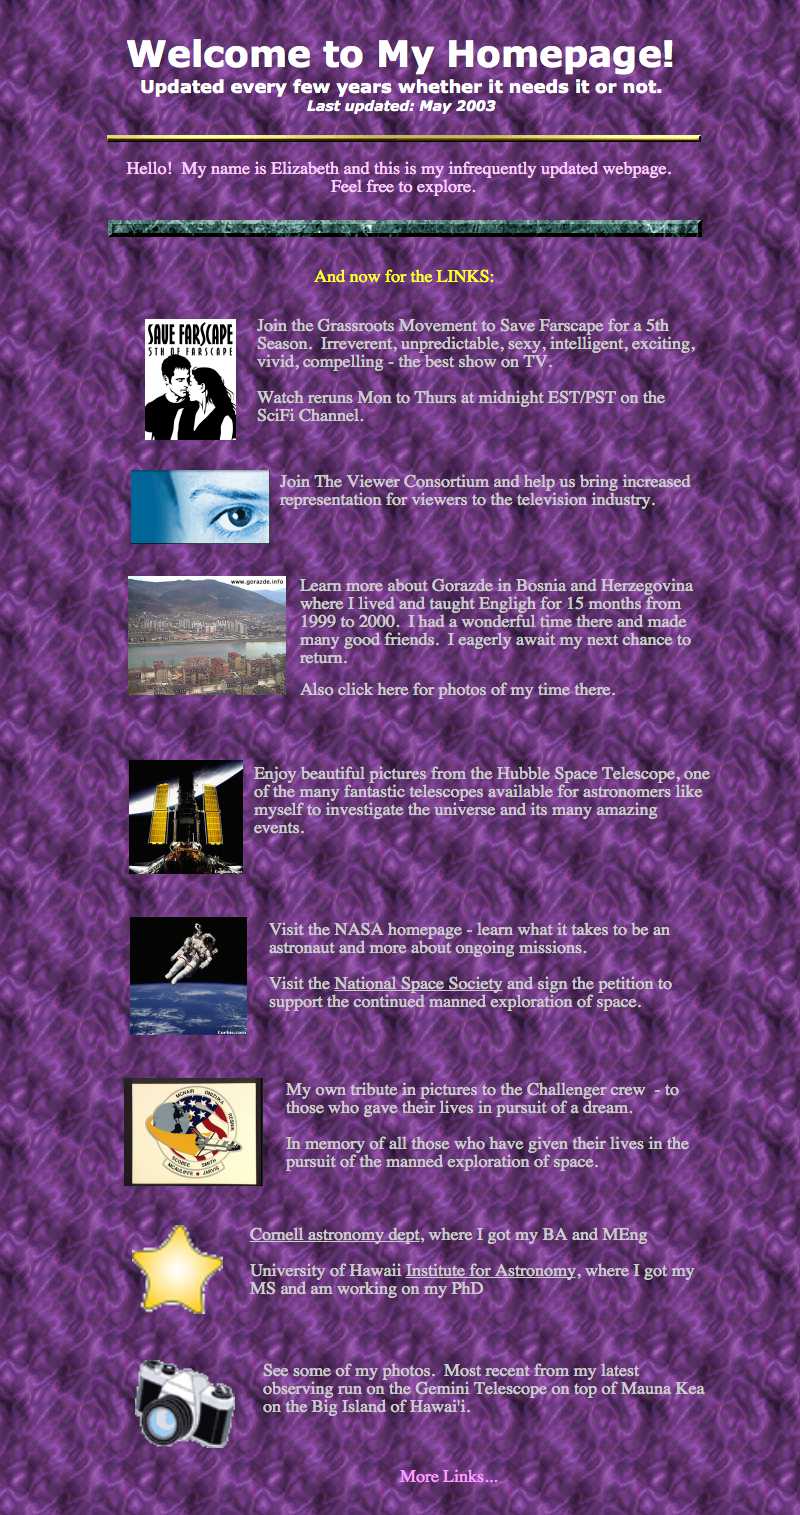 Welcome to My Homepage!
Updated every few years whether it needs it or not.
Last updated: May 2003
Hello!  My name is Elizabeth and this is my infrequently updated webpage.
Feel free to explore.
And now for the LINKS:
SAVE FARSCAPE
5TH OF FARSCAPE
Join the Grassroots Movement to Save Farscape for a 5th
Season.  Irreverent, unpredictable, sexy, intelligent, exciting,
vivid, compelling - the best show on TV.
Watch reruns Mon to Thurs at midnight EST/PST on the
SciFi Channel.
Join The Viewer Consortium and help us bring increased
representation for viewers to the television industry.
www.gorazde.info
Learn more about Gorazde in Bosnia and Herzegovina
where I lived and taught Engligh for 15 months from
1999 to 2000.  I had a wonderful time there and made
many good friends.  I eagerly await my next chance to
return.
Also click here for photos of my time there.
Enjoy beautiful pictures from the Hubble Space Telescope, one
of the many fantastic telescopes available for astronomers like
myself to investigate the universe and its many amazing
events.
Visit the NASA homepage - learn what it takes to be an
astronaut and more about ongoing missions.
Visit the National Space Society and sign the petition to
support the continued manned exploration of space.
Corbis.com
My own tribute in pictures to the Challenger crew  - to
those who gave their lives in pursuit of a dream.
In memory of all those who have given their lives in the
pursuit of the manned exploration of space.
McNAIR ONIZUKA RESNIK
SCOBEE SMITH
McAULIFFE JARVIS
Cornell astronomy dept, where I got my BA and MEng
University of Hawaii Institute for Astronomy, where I got my
MS and am working on my PhD
See some of my photos.  Most recent from my latest
observing run on the Gemini Telescope on top of Mauna Kea
on the Big Island of Hawai'i.
More Links...